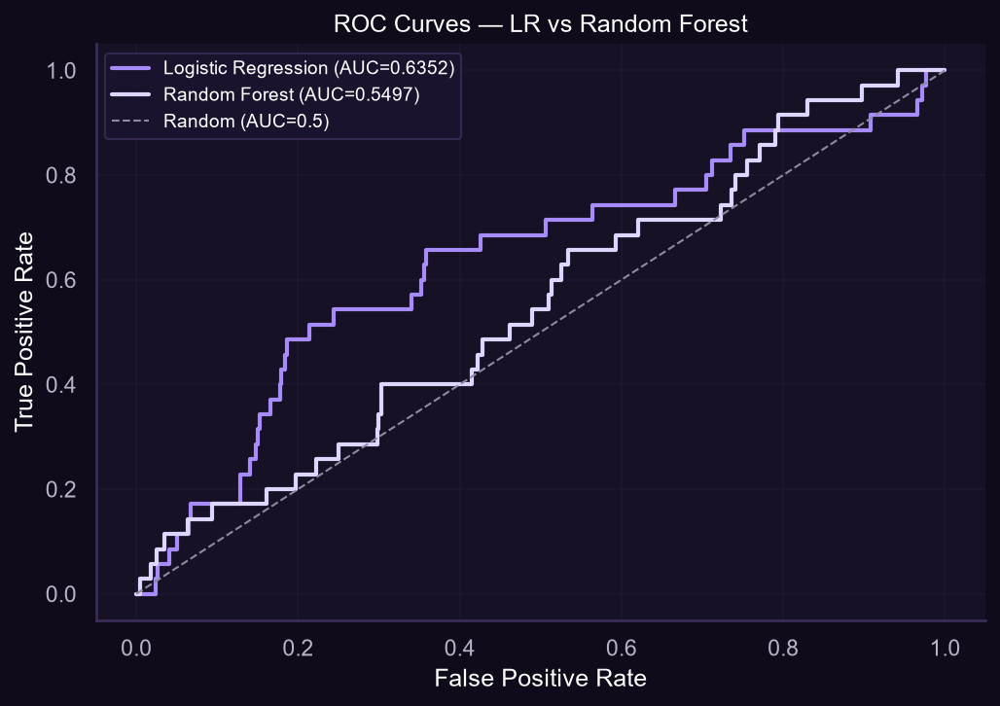 ROC Curves — LR vs Random Forest
Logistic Regression (AUC=0.6352)
Random Forest (AUC=0.5497)
Random (AUC=0.5)
True Positive Rate
1.0
0.8
0.6
0.4
0.2
0.0
0.0 0.2 0.4 0.6 0.8 1.0
False Positive Rate